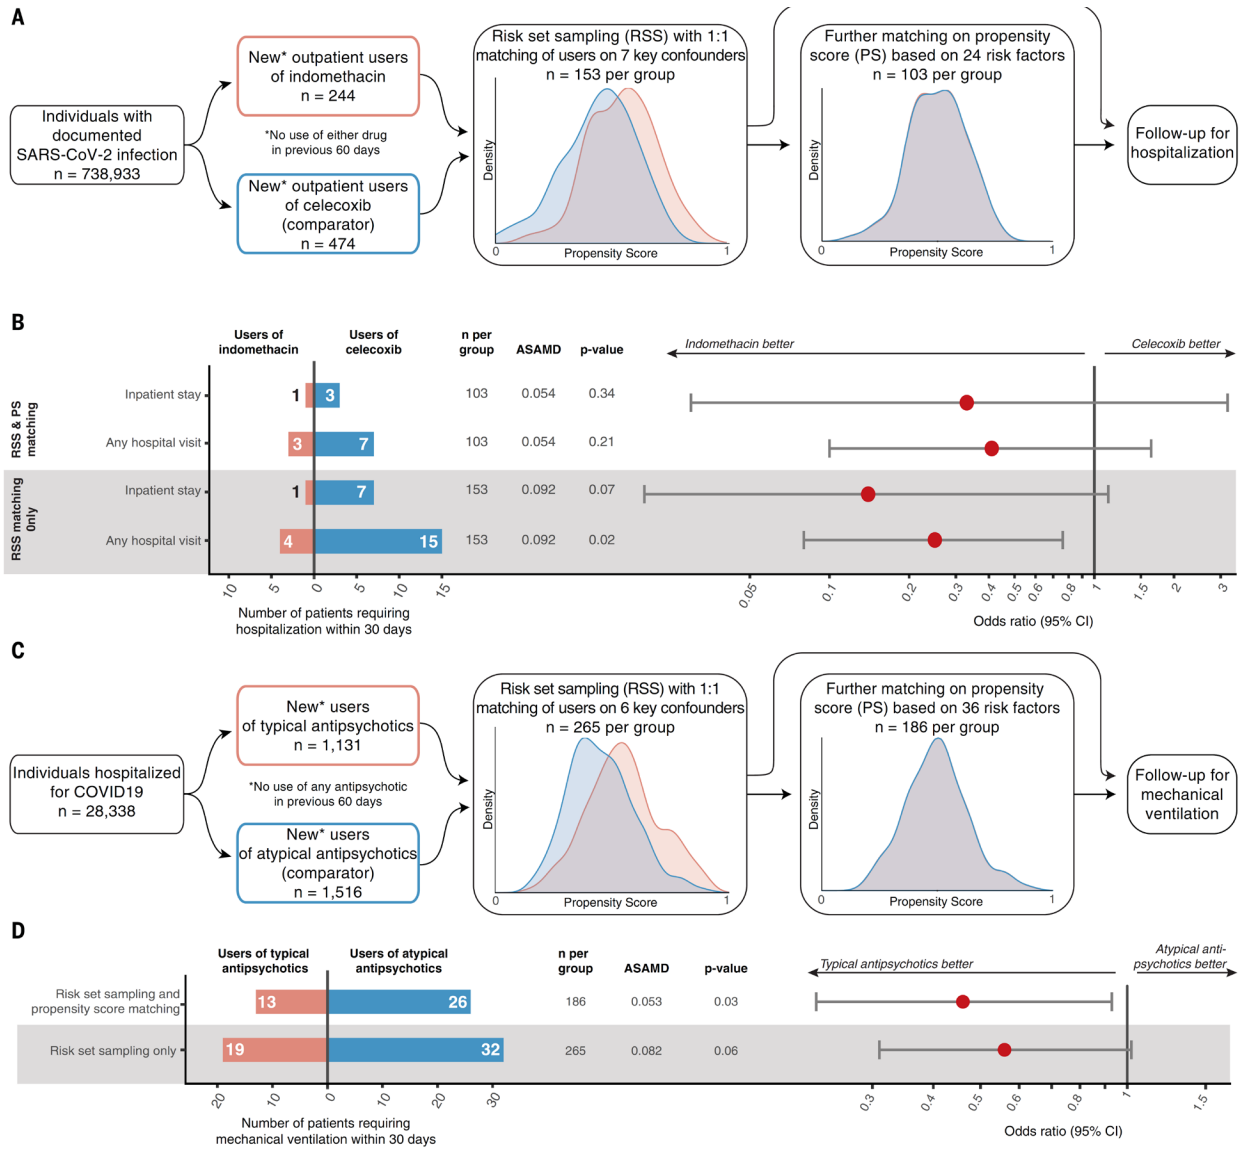 A
Individuals with
documented
SARS-CoV-2 infection
n = 738,933
New* outpatient users
of indomethacin
n = 244
*No use of either drug
in previous 60 days
New* outpatient users
of celecoxib
(comparator)
n = 474
Risk set sampling (RSS) with 1:1
matching of users on 7 key confounders
n = 153 per group
Density
0
Propensity Score
1
Further matching on propensity
score (PS) based on 24 risk factors
n = 103 per group
Density
0
Propensity Score
1
Follow-up for
hospitalization
B
Users of
indomethacin
Users of
celecoxib
n per
group
ASAMD
p-value
Indomethacin better
Celecoxib better
RSS & PS
matching
Inpatient stay
1
3
103
0.054
0.34
Any hospital visit
3
7
103
0.054
0.21
RSS matching
Only
Inpatient stay
1
7
153
0.092
0.07
Any hospital visit
4
15
153
0.092
0.02
10
5
0
5
10
15
Number of patients requiring
hospitalization within 30 days
0.05
0.1
0.2
0.3
0.4
0.5
0.6
0.8
1
1.5
2
3
Odds ratio (95% CI)
C
Individuals hospitalized
for COVID19
n = 28,338
New* users
of typical antipsychotics
n = 1,131
*No use of any antipsychotic
in previous 60 days
New* users
of atypical antipsychotics
(comparator)
n = 1,516
Risk set sampling (RSS) with 1:1
matching of users on 6 key confounders
n = 265 per group
Density
0
Propensity Score
1
Further matching on propensity
score (PS) based on 36 risk factors
n = 186 per group
Density
0
Propensity Score
1
Follow-up for
mechanical
ventilation
D
Users of typical
antipsychotics
Users of atypical
antipsychotics
n per
group
ASAMD
p-value
Typical antipsychotics better
Atypical anti-
psychotics better
Risk set sampling and
propensity score matching
13
26
186
0.053
0.03
Risk set sampling only
19
32
265
0.082
0.06
20
10
0
10
20
30
Number of patients requiring
mechanical ventilation within 30 days
0.3
0.4
0.5
0.6
0.8
1
1.5
Odds ratio (95% CI)